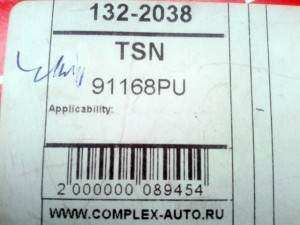 132-2038
TSN
91168PU
Applicability:
2 000000 089454
WWW.COMPLEX-AUTO.RU